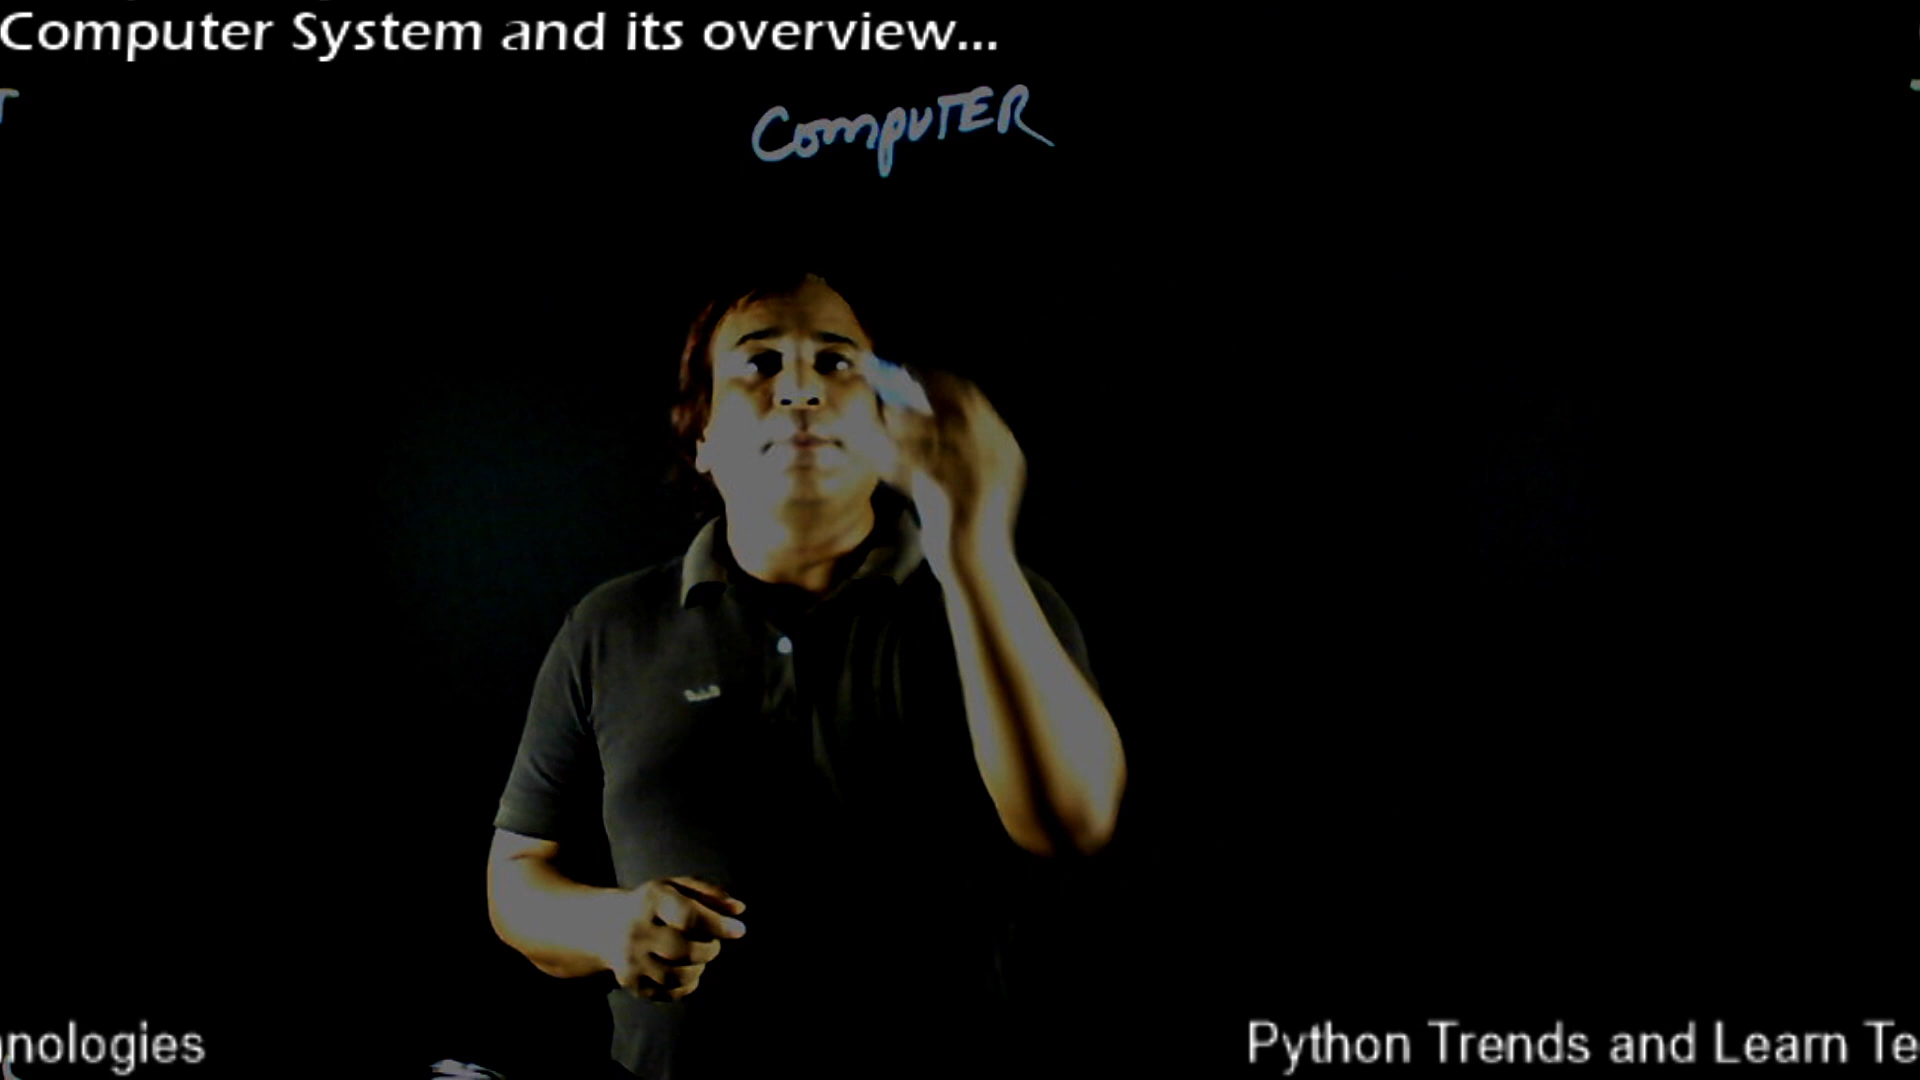 Computer System and its overview...
COMPUTER
nologies
Python Trends and Learn Te